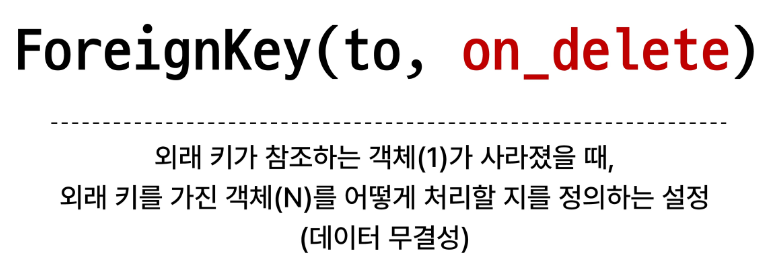 ForeignKey(to, on_delete)
외래 키가 참조하는 객체(1)가 사라졌을 때,
외래 키를 가진 객체(N)를 어떻게 처리할 지를 정의하는 설정
(데이터 무결성)